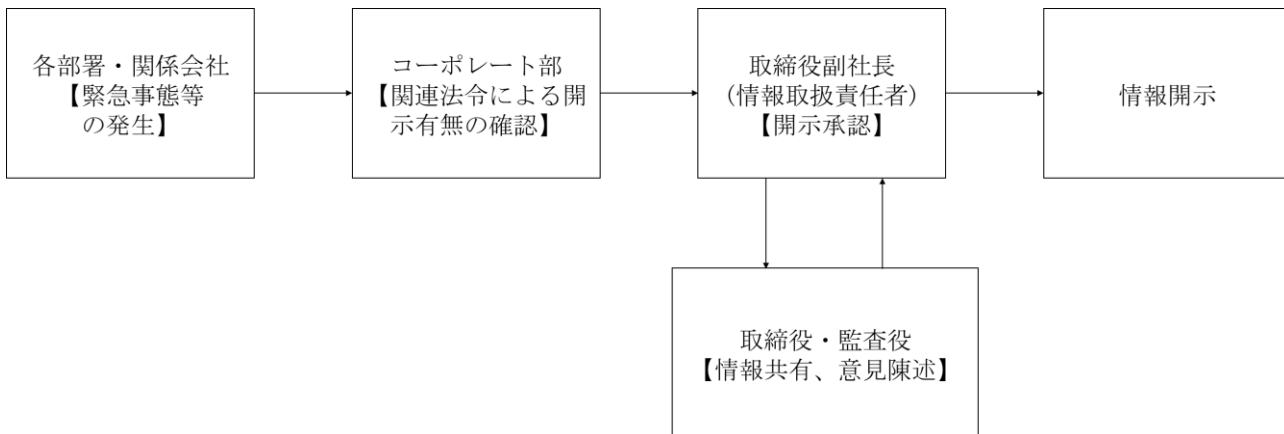 各部署・関係会社
【緊急事態等
の発生】
コーポレート部
【関連法令による開
示有無の確認】
取締役副社長
（情報取扱責任者）
【開示承認】
情報開示
取締役・監査役
【情報共有、意見陳述】